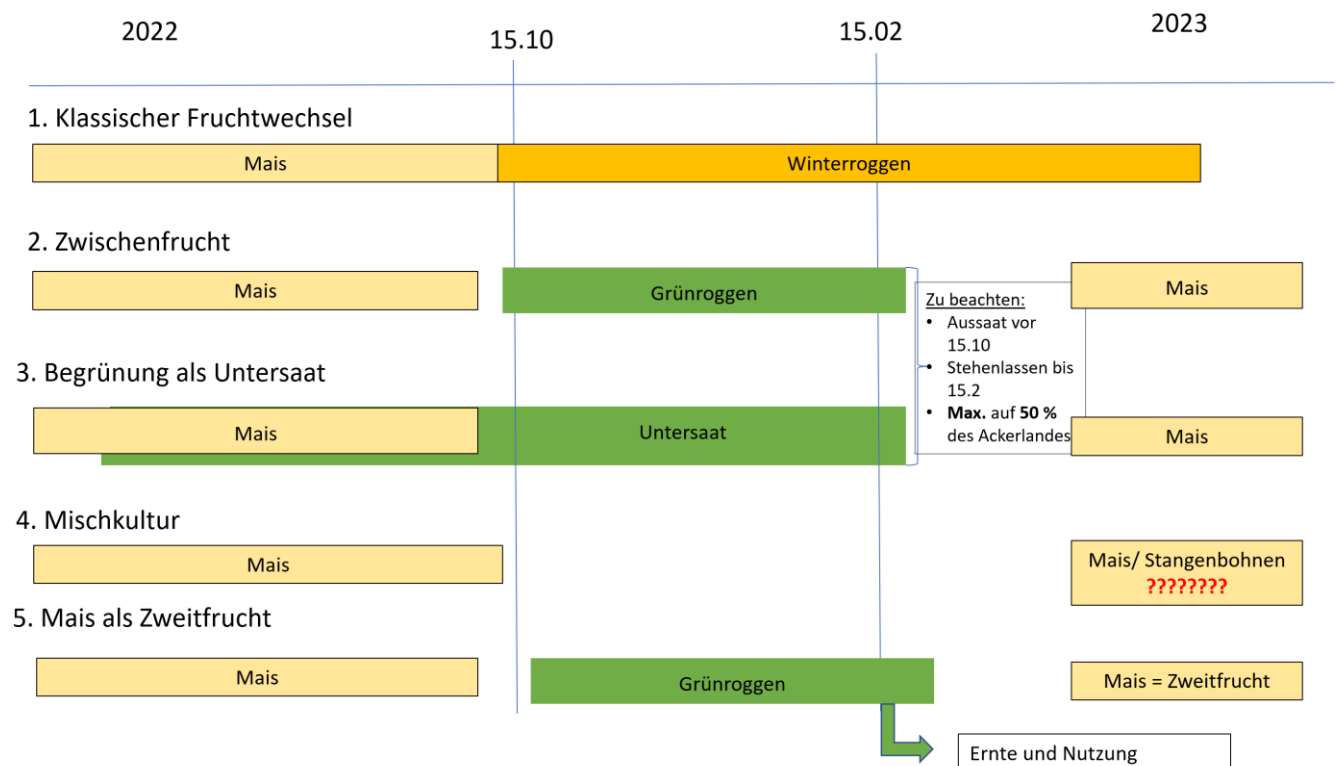 2022
15.10
15.02
2023
1. Klassischer Fruchtwechsel
Mais
Winterroggen
2. Zwischenfrucht
Mais
Grünroggen
Mais
Zu beachten:
• Aussaat vor
15.10
• Stehenlassen bis
15.2
• Max. auf 50 %
des Ackerlandes
3. Begrünung als Untersaat
Mais
Untersaat
Mais
4. Mischkultur
Mais
Mais/ Stangenbohnen
????????
5. Mais als Zweitfrucht
Mais
Grünroggen
Mais = Zweitfrucht
Ernte und Nutzung